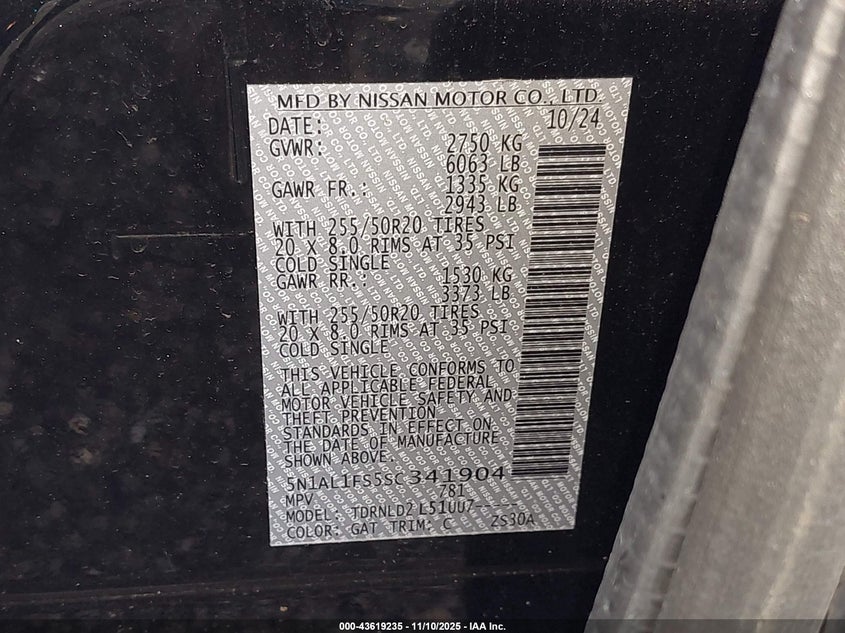 MFD BY NISSAN MOTOR CO., LTD.
DATE: 10/24
GVWR: 2750 KG
6063 LB
GAWR FR.: 1335 KG
2943 LB
WITH 255/50R20 TIRES
20 X 8.0 RIMS AT 35 PSI
COLD SINGLE
GAWR RR.: 1530 KG
3373 LB
WITH 255/50R20 TIRES
20 X 8.0 RIMS AT 35 PSI
COLD SINGLE
THIS VEHICLE CONFORMS TO
ALL APPLICABLE FEDERAL
MOTOR VEHICLE SAFETY AND
THEFT PREVENTION
STANDARDS IN EFFECT ON
THE DATE OF MANUFACTURE
SHOWN ABOVE.
5N1AL1FS5SC341904
MPV 781
MODEL: TDRNLD2 L51UU7-----
COLOR: GAT TRIM: C ZS30A
000-43619235 - 11/10/2025 - IAA Inc.